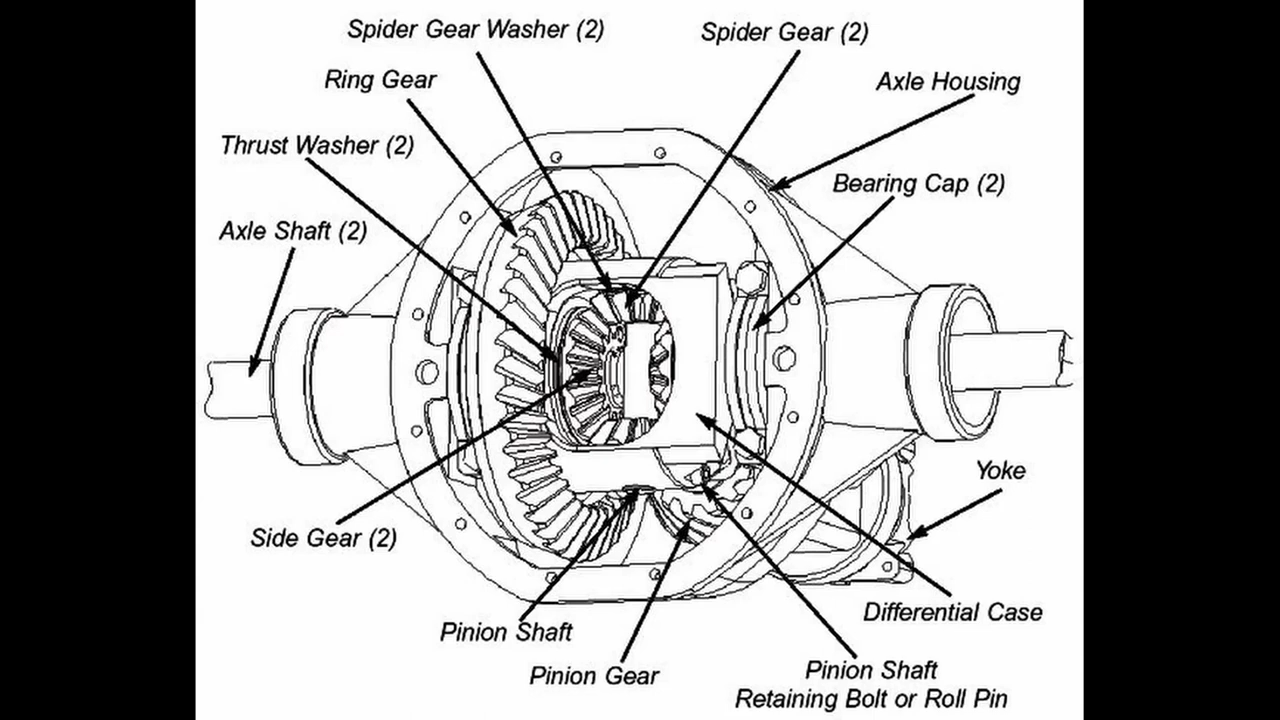 Spider Gear Washer (2)
Spider Gear (2)
Ring Gear
Axle Housing
Thrust Washer (2)
Bearing Cap (2)
Axle Shaft (2)
Yoke
Side Gear (2)
Differential Case
Pinion Shaft
Pinion Gear
Pinion Shaft
Retaining Bolt or Roll Pin